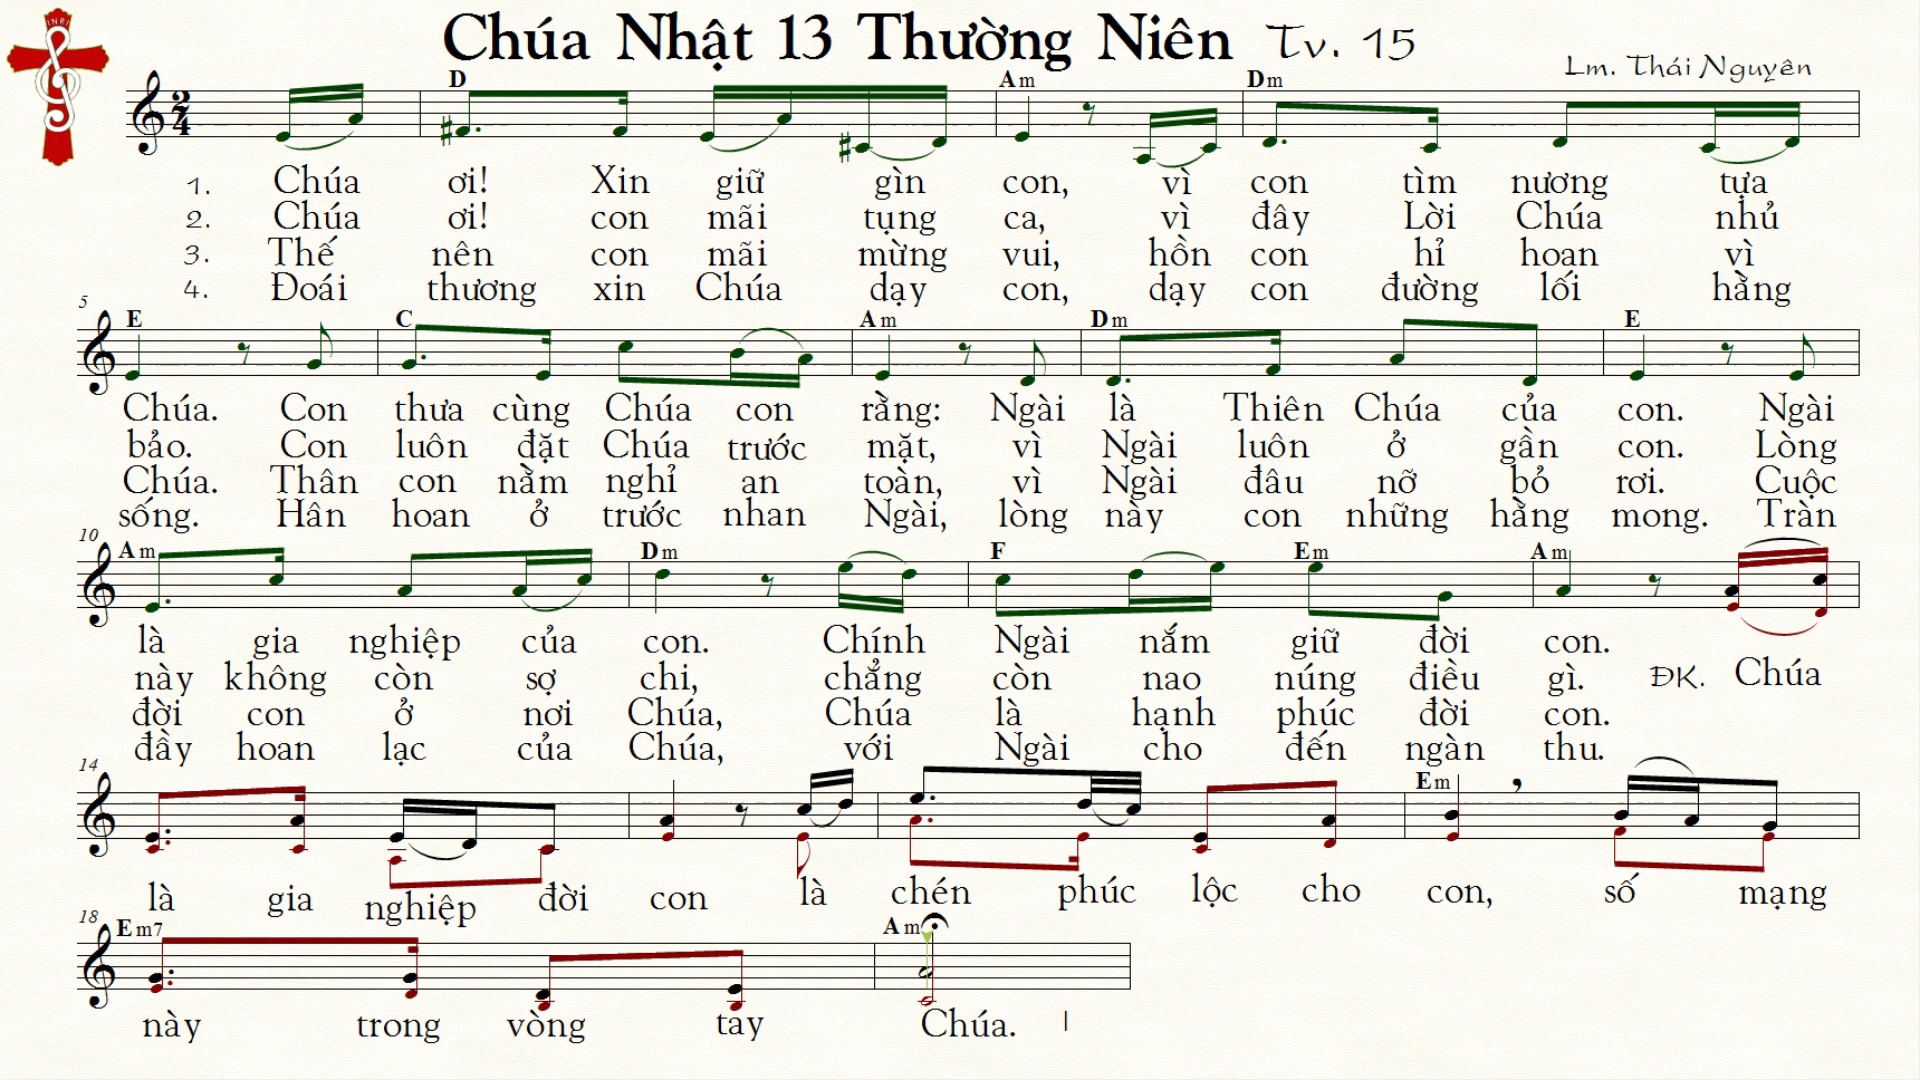 INRI
Chúa Nhật 13 Thường Niên Tv. 15
Lm. Thái Nguyên
D Am Dm
1. Chúa ơi! Xin giữ gìn con, vì con tìm nương tựa
2. Chúa ơi! con mãi tụng ca, vì đây Lời Chúa nhủ
3. Thế nên con mãi mừng vui, hồn con hỉ hoan vì
4. Đoái thương xin Chúa dạy con, dạy con đường lối hằng
5
E C Am Dm E
Chúa. Con thưa cùng Chúa con rằng: Ngài là Thiên Chúa của con. Ngài
bảo. Con luôn đặt Chúa trước mặt, vì Ngài luôn ở gần con. Lòng
Chúa. Thân con nằm nghỉ an toàn, vì Ngài đâu nỡ bỏ rơi. Cuộc
sống. Hân hoan ở trước nhan Ngài, lòng này con những hằng mong. Tràn
10
Am Dm F Em Am
là gia nghiệp của con. Chính Ngài nắm giữ đời con.
này không còn sợ chi, chẳng còn nao núng điều gì. ĐK. Chúa
đời con ở nơi Chúa, Chúa là hạnh phúc đời con.
đầy hoan lạc của Chúa, với Ngài cho đến ngàn thu.
14
Em
là gia nghiệp đời con là chén phúc lộc cho con, số mạng
18
Em7 Am
này trong vòng tay Chúa.